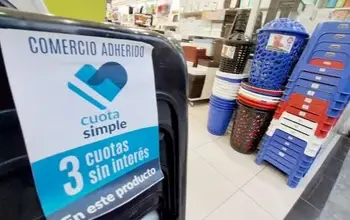 COMERCIO ADHERIDO
cuota
simple
3 cuotas
sin interés
en este producto